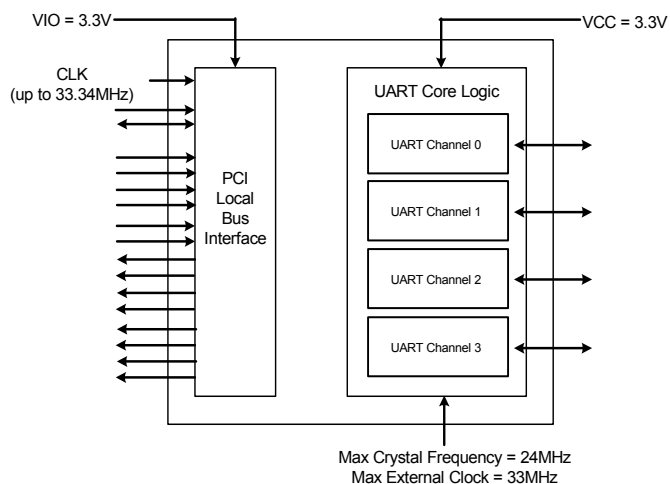 VIO = 3.3V
VCC = 3.3V
CLK
(up to 33.34MHz)
PCI
Local
Bus
Interface
UART Core Logic
UART Channel 0
UART Channel 1
UART Channel 2
UART Channel 3
Max Crystal Frequency = 24MHz
Max External Clock = 33MHz